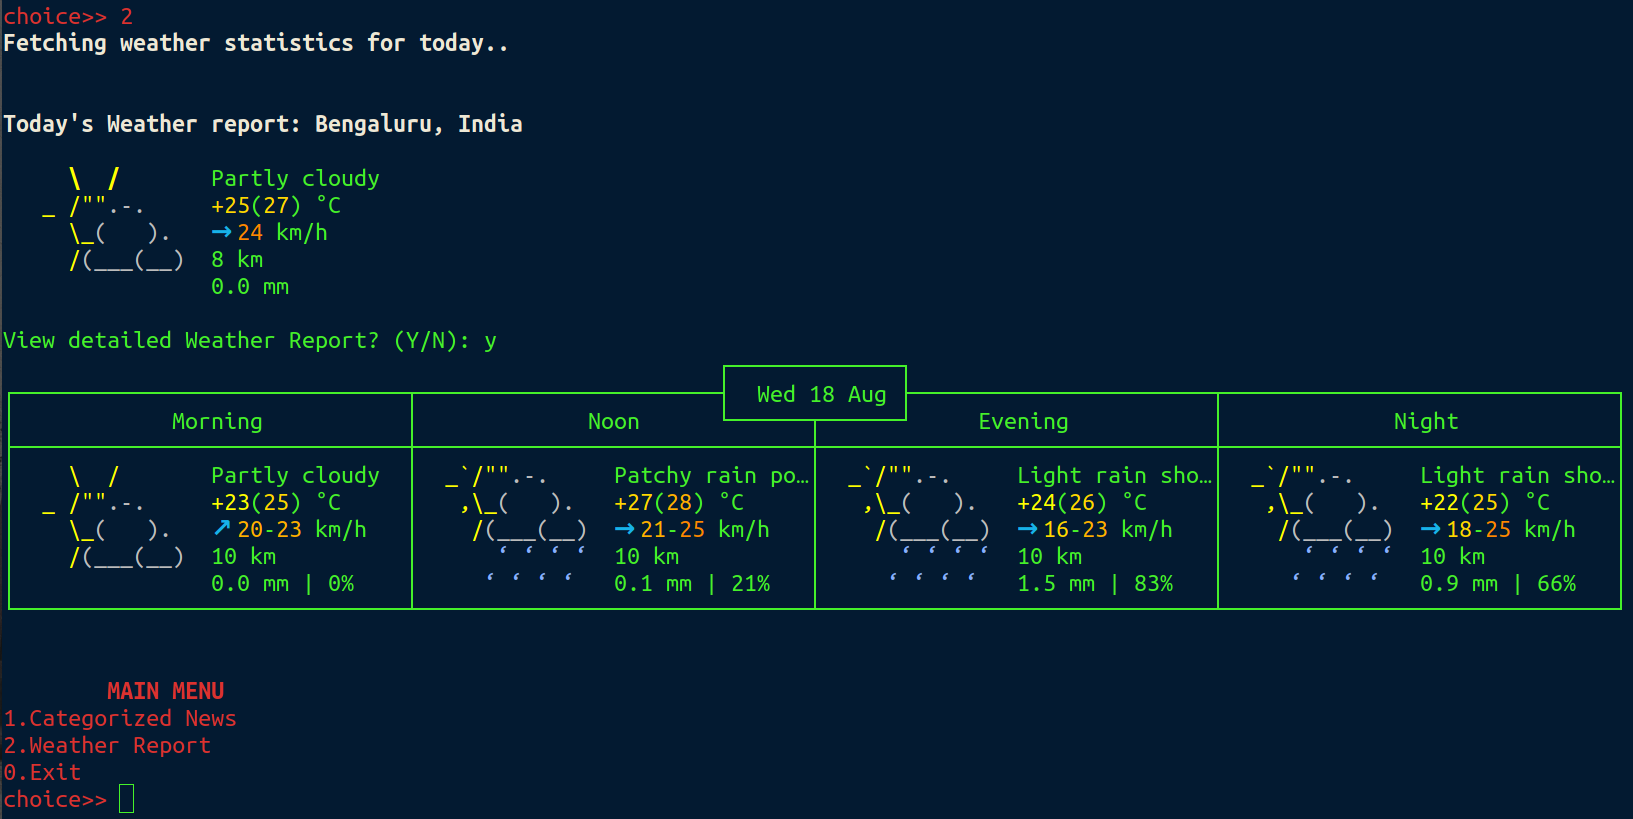 choice>> 2
Fetching weather statistics for today..
Today's Weather report: Bengaluru, India
     \  /       Partly cloudy
   _ /"".-.     +25(27) °C
     \_(   ).   → 24 km/h
     /(___(__)  8 km
                0.0 mm
View detailed Weather Report? (Y/N): y
Wed 18 Aug
Morning Noon Evening Night
     \  /       Partly cloudy    _`/"".-.     Patchy rain po…    _`/"".-.     Light rain sho…    _`/"".-.     Light rain sho…
   _ /"".-.     +23(25) °C        ,\_(   ).   +27(28) °C          ,\_(   ).   +24(26) °C          ,\_(   ).   +22(25) °C
     \_(   ).   ↗ 20-23 km/h       /(___(__)  → 21-25 km/h         /(___(__)  → 16-23 km/h         /(___(__)  → 18-25 km/h
     /(___(__)  10 km                ‘ ‘ ‘ ‘  10 km                  ‘ ‘ ‘ ‘  10 km                  ‘ ‘ ‘ ‘  10 km
                0.0 mm | 0%         ‘ ‘ ‘ ‘   0.1 mm | 21%          ‘ ‘ ‘ ‘   1.5 mm | 83%          ‘ ‘ ‘ ‘   0.9 mm | 66%
MAIN MENU
1.Categorized News
2.Weather Report
0.Exit
choice>>